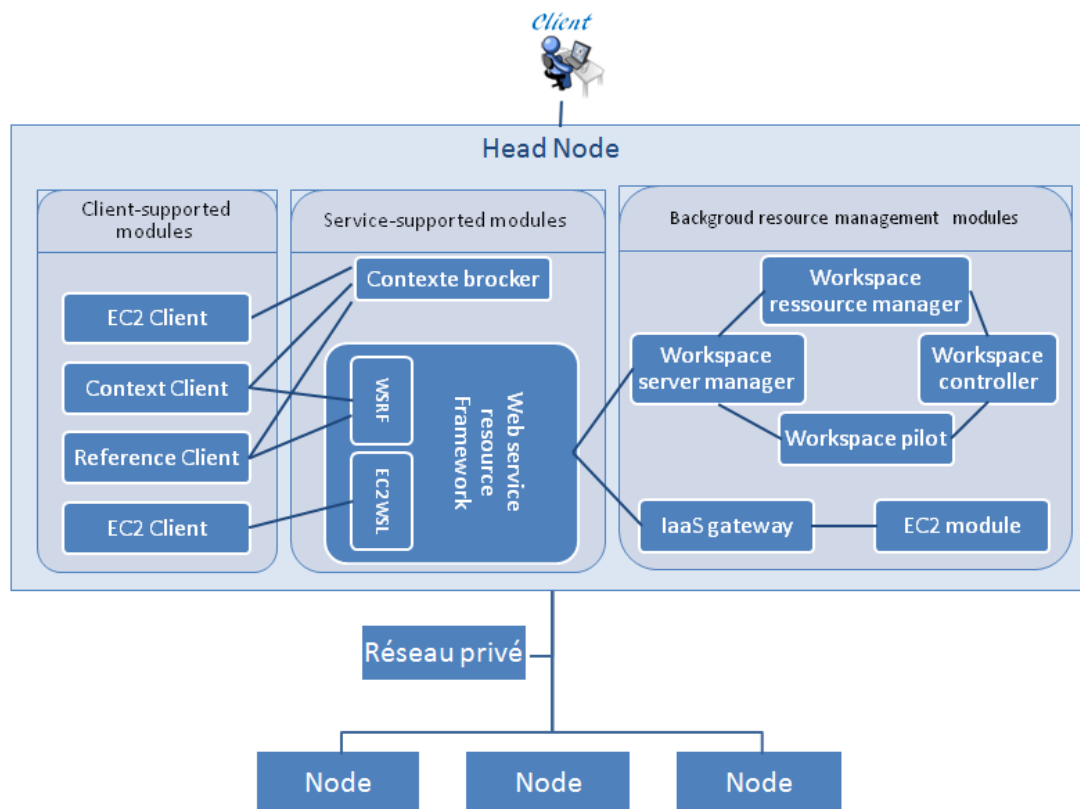 Client
Head Node
Client-supported
modules
Service-supported modules
Backgroud resource management modules
EC2 Client
Context Client
Reference Client
EC2 Client
Contexte brocker
WSRF
EC2WSL
Web service
resource
Framework
Workspace
ressource manager
Workspace
server manager
Workspace
controller
Workspace pilot
IaaS gateway
EC2 module
Réseau privé
Node
Node
Node